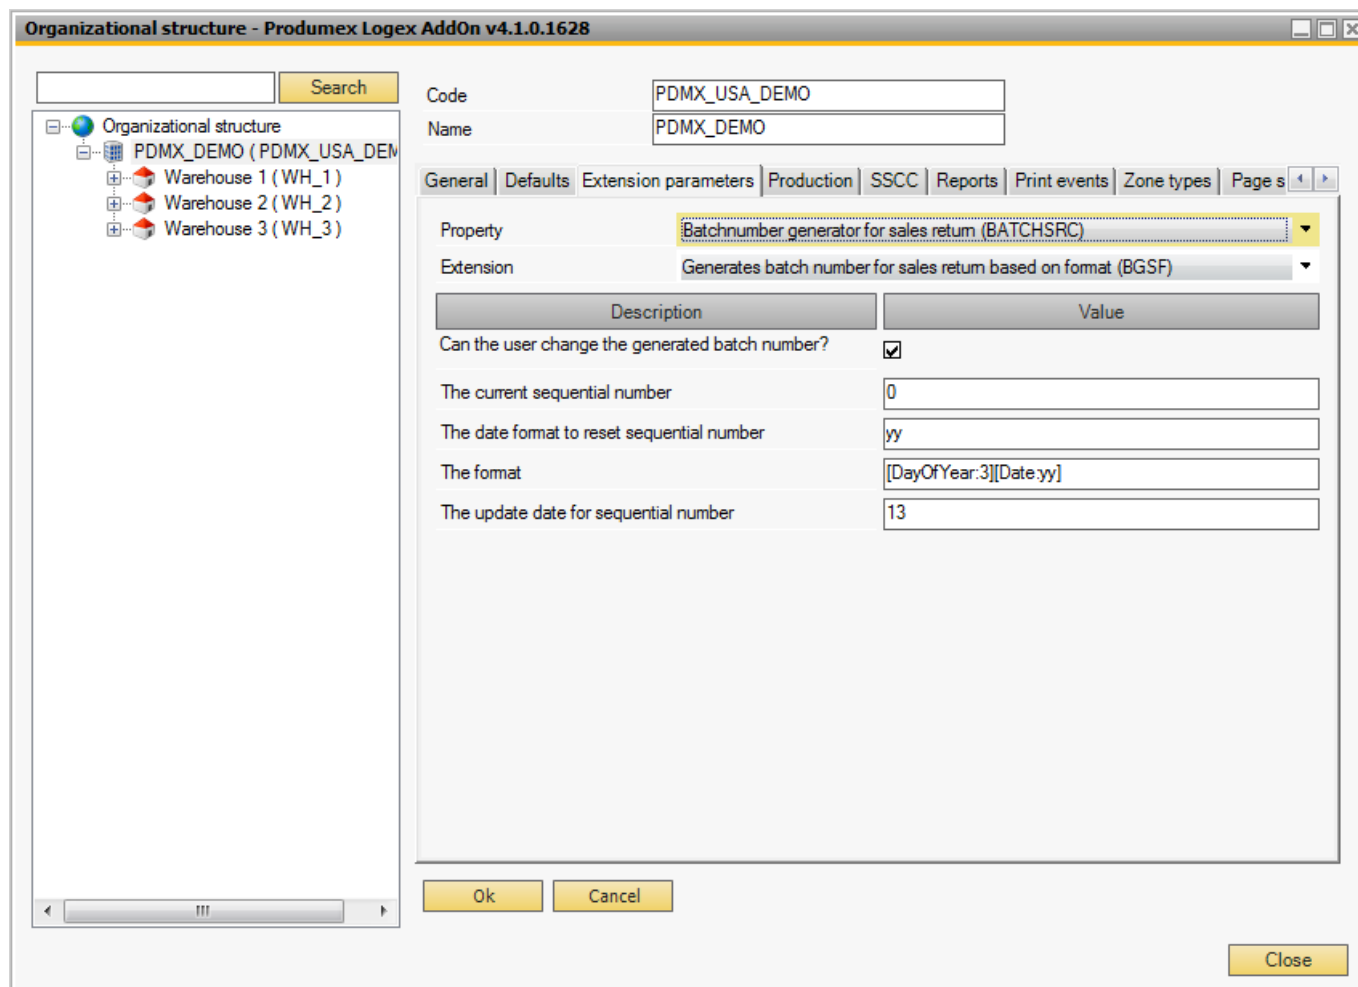 Organizational structure - Produmex Logex AddOn v4.1.0.1628
Search
Organizational structure
PDMX_DEMO ( PDMX_USA_DEM
Warehouse 1 ( WH_1 )
Warehouse 2 ( WH_2 )
Warehouse 3 ( WH_3 )
Code PDMX_USA_DEMO
Name PDMX_DEMO
General Defaults Extension parameters Production SSCC Reports Print events Zone types Page s
Property Batchnumber generator for sales return (BATCHSRC)
Extension Generates batch number for sales return based on format (BGSF)
Description Value
Can the user change the generated batch number?
The current sequential number 0
The date format to reset sequential number yy
The format [DayOfYear:3][Date:yy]
The update date for sequential number 13
Ok Cancel
Close